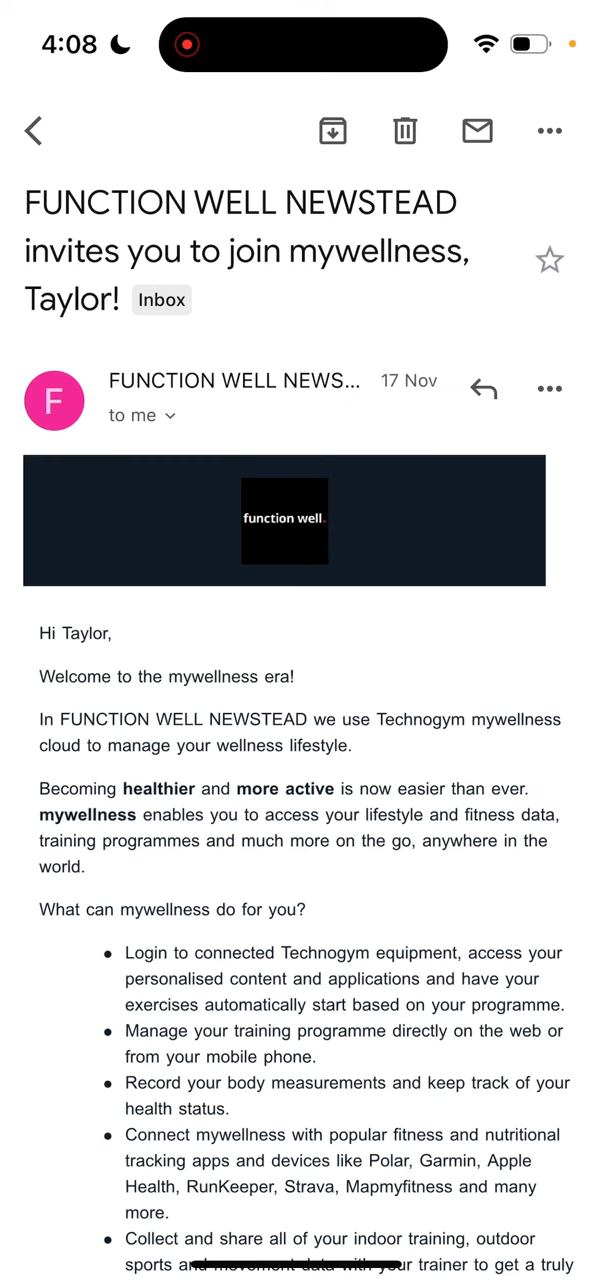 4:08
FUNCTION WELL NEWSTEAD
invites you to join mywellness,
Taylor! Inbox
F
FUNCTION WELL NEWS... 17 Nov
to me
function well.
Hi Taylor,
Welcome to the mywellness era!
In FUNCTION WELL NEWSTEAD we use Technogym mywellness
cloud to manage your wellness lifestyle.
Becoming healthier and more active is now easier than ever.
mywellness enables you to access your lifestyle and fitness data,
training programmes and much more on the go, anywhere in the
world.
What can mywellness do for you?
• Login to connected Technogym equipment, access your
personalised content and applications and have your
exercises automatically start based on your programme.
• Manage your training programme directly on the web or
from your mobile phone.
• Record your body measurements and keep track of your
health status.
• Connect mywellness with popular fitness and nutritional
tracking apps and devices like Polar, Garmin, Apple
Health, RunKeeper, Strava, Mapmyfitness and many
more.
• Collect and share all of your indoor training, outdoor
sports and movement data with your trainer to get a truly